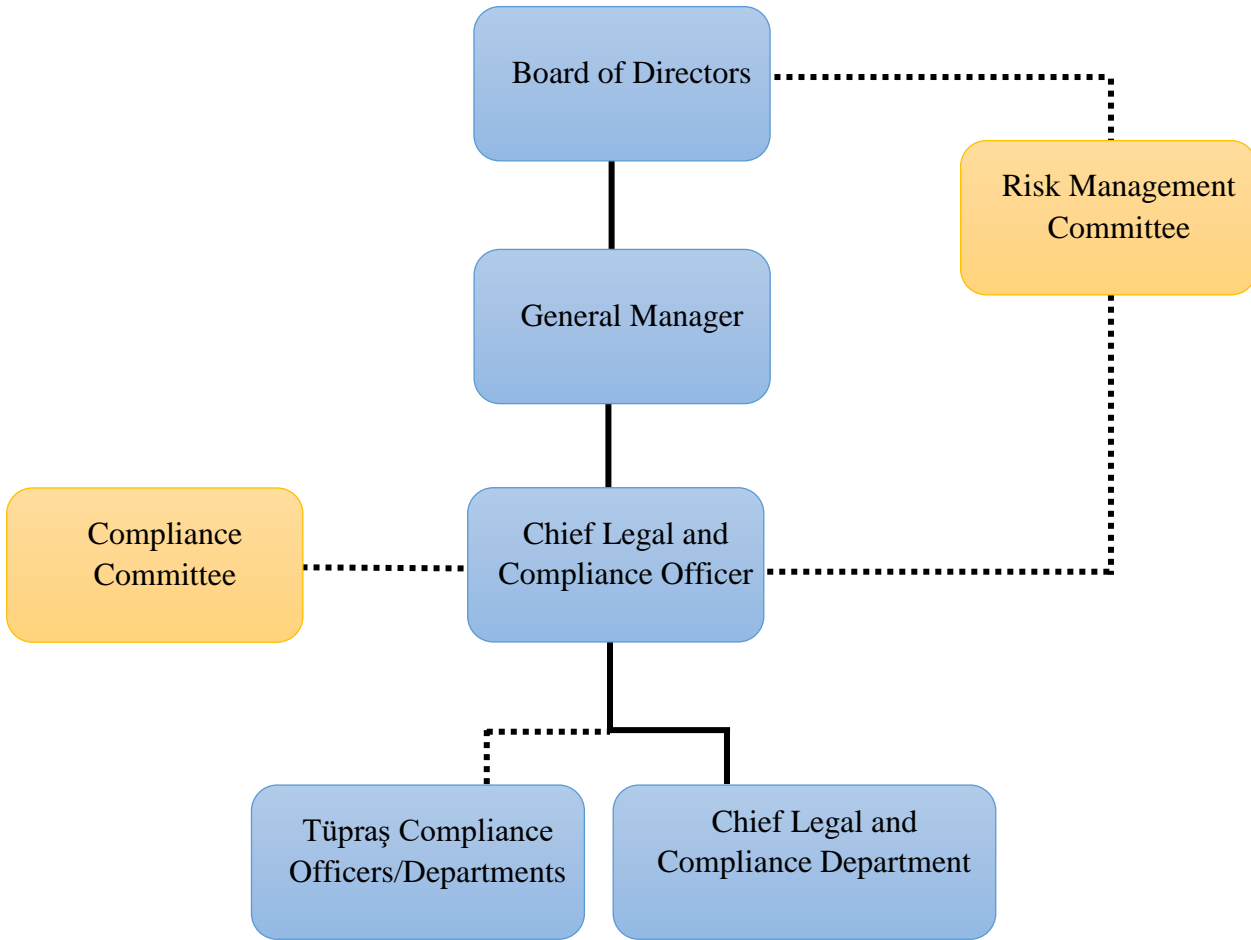 Board of Directors
Risk Management
Committee
General Manager
Compliance
Committee
Chief Legal and
Compliance Officer
Tüpraş Compliance
Officers/Departments
Chief Legal and
Compliance Department